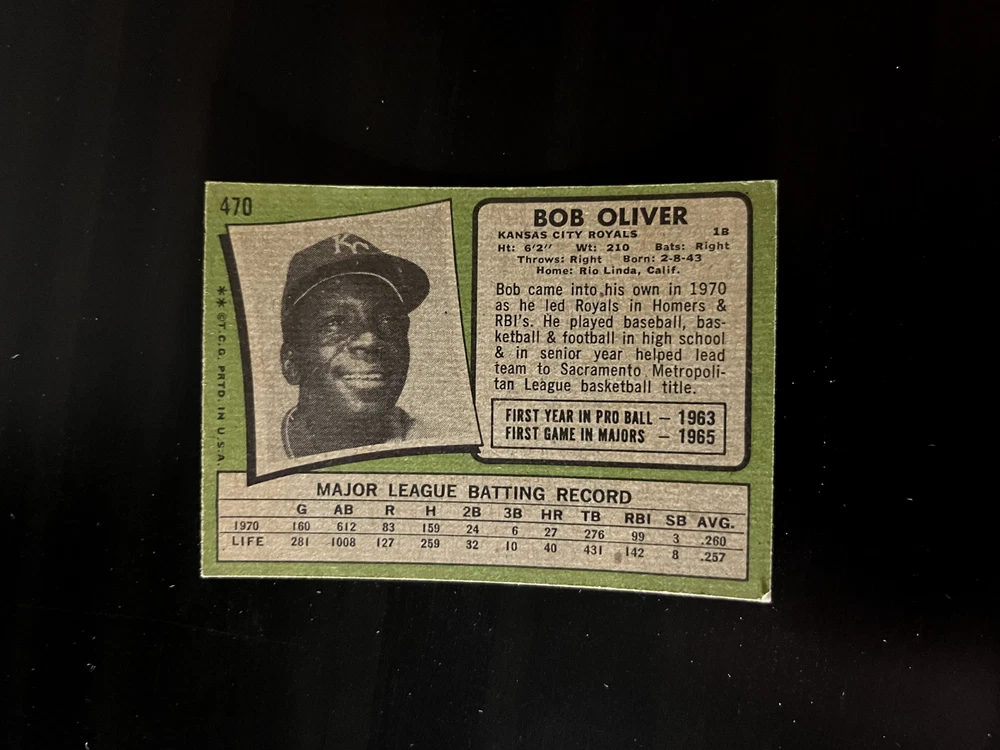 470
KC
** ©T.C.G. PRTD. IN U.S.A.
BOB OLIVER
KANSAS CITY ROYALS 1B
Ht: 6'2" Wt: 210 Bats: Right
Throws: Right Born: 2-8-43
Home: Rio Linda, Calif.
Bob came into his own in 1970
as he led Royals in Homers &
RBI's. He played baseball, bas-
ketball & football in high school
& in senior year helped lead
team to Sacramento Metropoli-
tan League basketball title.
FIRST YEAR IN PRO BALL — 1963
FIRST GAME IN MAJORS — 1965
MAJOR LEAGUE BATTING RECORD
G AB R H 2B 3B HR TB RBI SB AVG.
1970 160 612 83 159 24 6 27 276 99 3 .260
LIFE 281 1008 127 259 32 10 40 431 142 8 .257